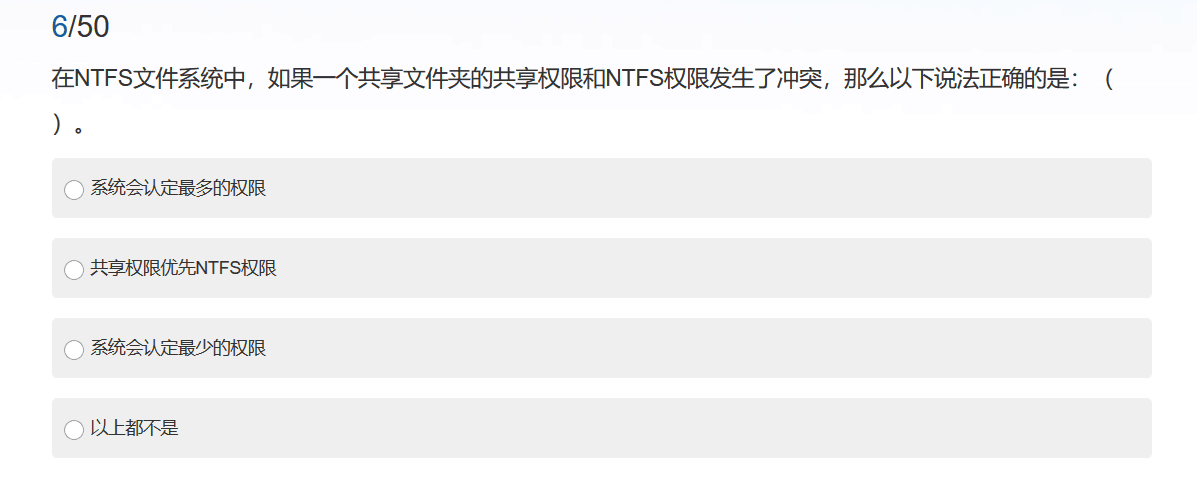 6/50
在NTFS文件系统中，如果一个共享文件夹的共享权限和NTFS权限发生了冲突，那么以下说法正确的是：（
）。
系统会认定最多的权限
共享权限优先NTFS权限
系统会认定最少的权限
以上都不是